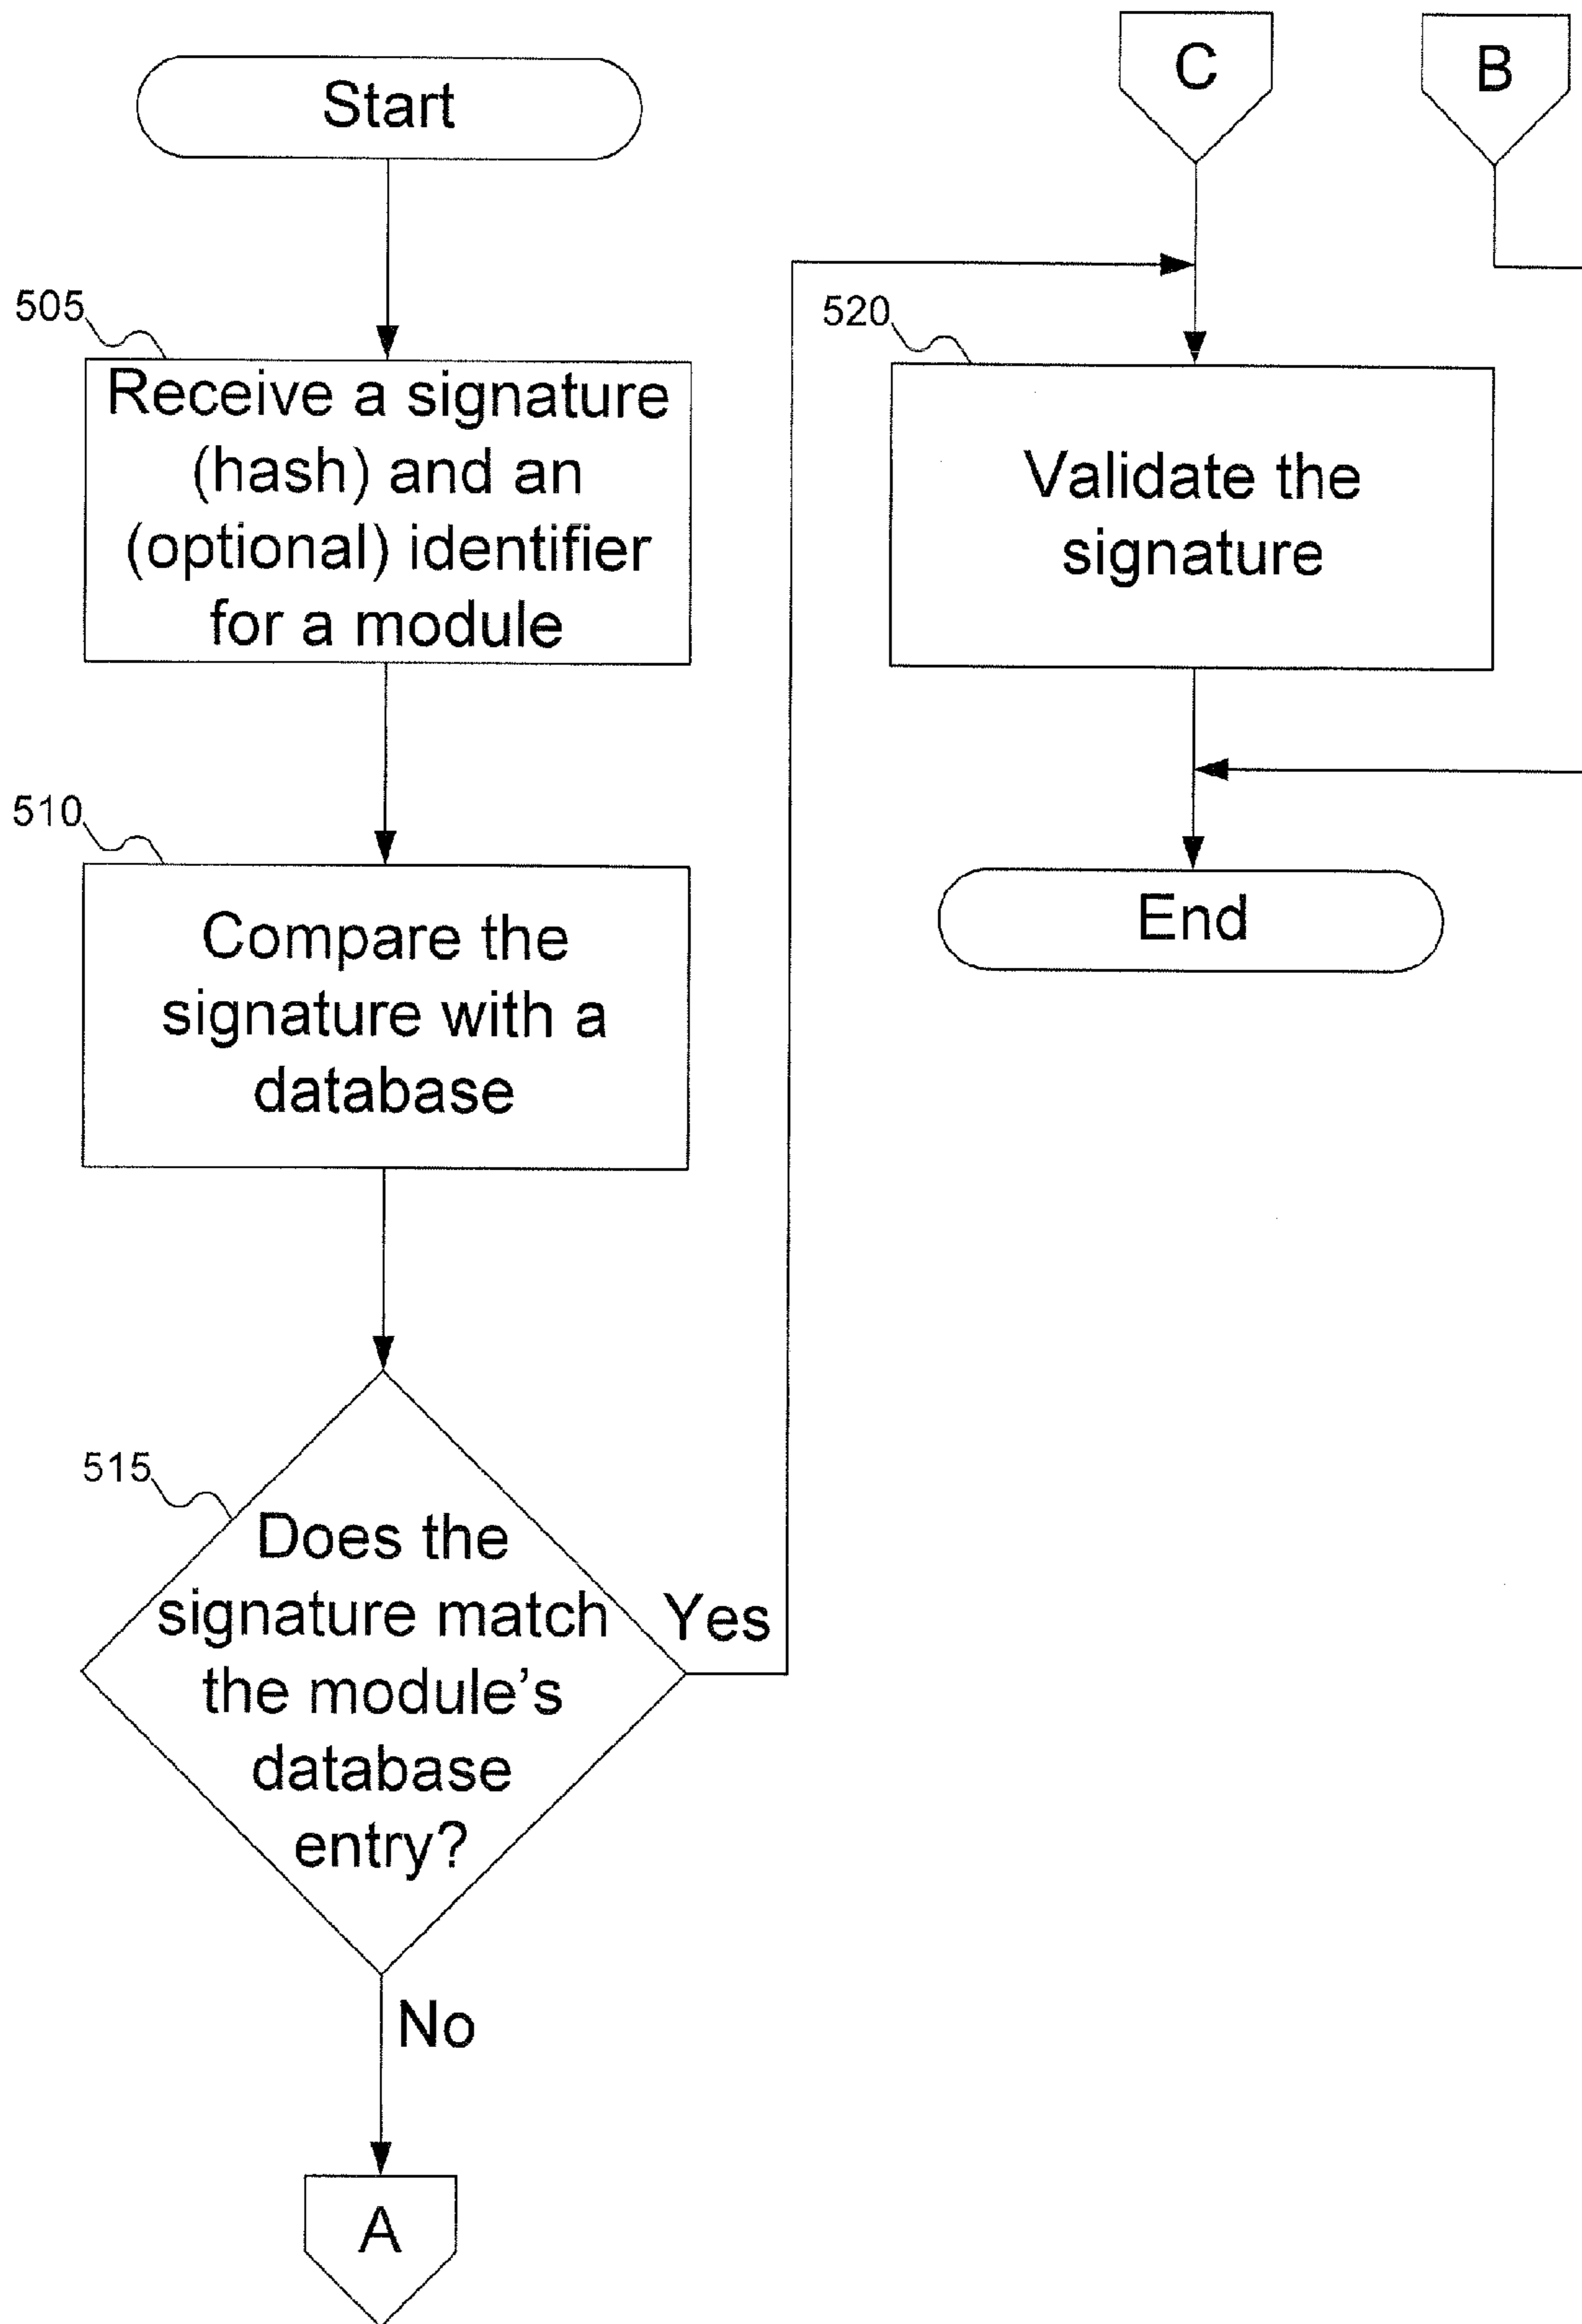 Start
505
Receive a signature
(hash) and an
(optional) identifier
for a module
510
Compare the
signature with a
database
515
Does the
signature match
the module's
database
entry?
Yes
No
A
C
B
520
Validate the
signature
End